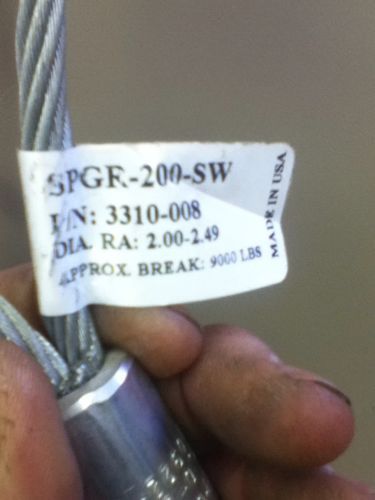 SPGR-200-SW
P/N: 3310-008
DIA. RA: 2.00-2.49
APPROX. BREAK: 9000 LBS
MADE IN USA